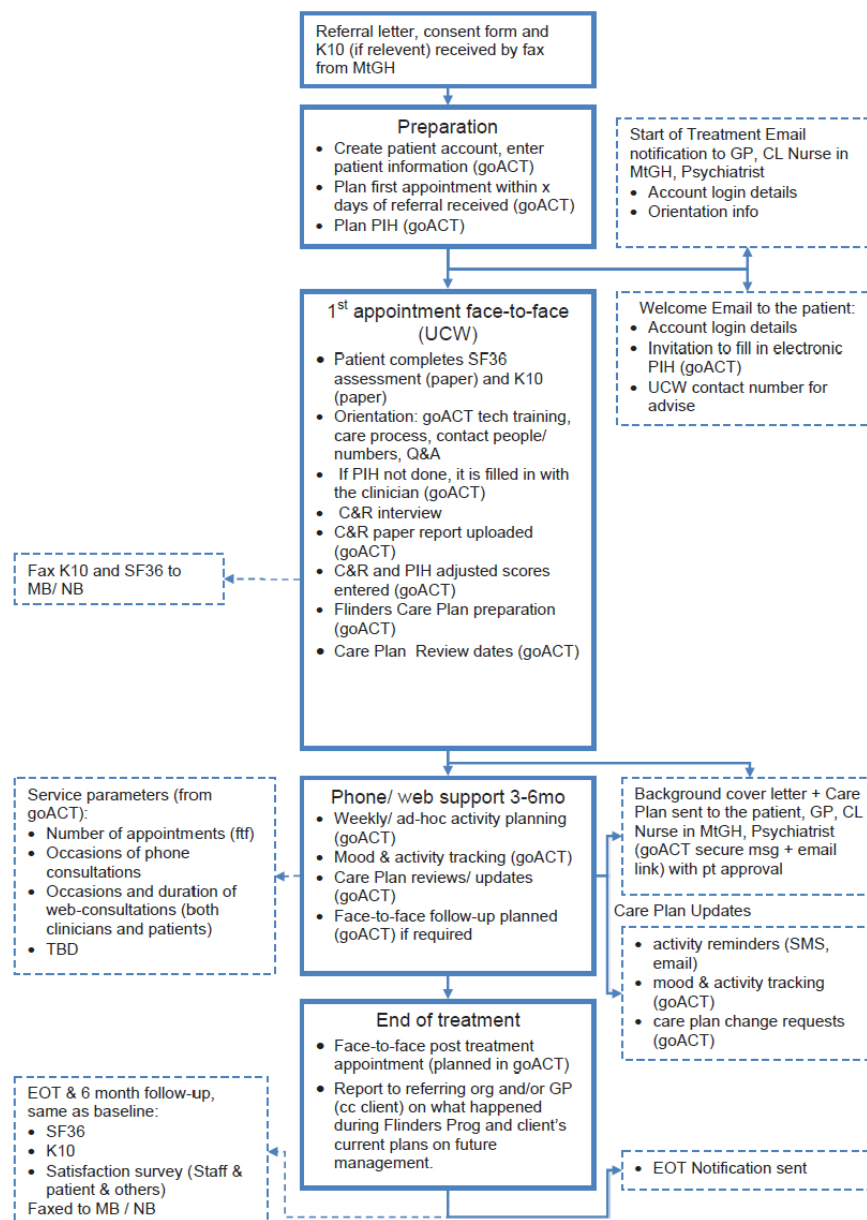 Referral letter, consent form and
K10 (if relevent) received by fax
from MtGH
Preparation
• Create patient account, enter
patient information (goACT)
• Plan first appointment within x
days of referral received (goACT)
• Plan PIH (goACT)
Start of Treatment Email
notification to GP, CL Nurse in
MtGH, Psychiatrist
• Account login details
• Orientation info
1st appointment face-to-face
(UCW)
• Patient completes SF36
assessment (paper) and K10
(paper)
• Orientation: goACT tech training,
care process, contact people/
numbers, Q&A
• If PIH not done, it is filled in with
the clinician (goACT)
• C&R interview
• C&R paper report uploaded
(goACT)
• C&R and PIH adjusted scores
entered (goACT)
• Flinders Care Plan preparation
(goACT)
• Care Plan Review dates (goACT)
Welcome Email to the patient:
• Account login details
• Invitation to fill in electronic
PIH (goACT)
• UCW contact number for
advise
Fax K10 and SF36 to
MB/ NB
Service parameters (from
goACT):
• Number of appointments (ftf)
• Occasions of phone
consultations
• Occasions and duration of
web-consultations (both
clinicians and patients)
• TBD
Phone/ web support 3-6mo
• Weekly/ ad-hoc activity planning
(goACT)
• Mood & activity tracking (goACT)
• Care Plan reviews/ updates
(goACT)
• Face-to-face follow-up planned
(goACT) if required
Background cover letter + Care
Plan sent to the patient, GP, CL
Nurse in MtGH, Psychiatrist
(goACT secure msg + email
link) with pt approval
Care Plan Updates
• activity reminders (SMS,
email)
• mood & activity tracking
(goACT)
• care plan change requests
(goACT)
End of treatment
• Face-to-face post treatment
appointment (planned in goACT)
• Report to referring org and/or GP
(cc client) on what happened
during Flinders Prog and client's
current plans on future
management.
EOT & 6 month follow-up,
same as baseline:
• SF36
• K10
• Satisfaction survey (Staff &
patient & others)
Faxed to MB / NB
• EOT Notification sent